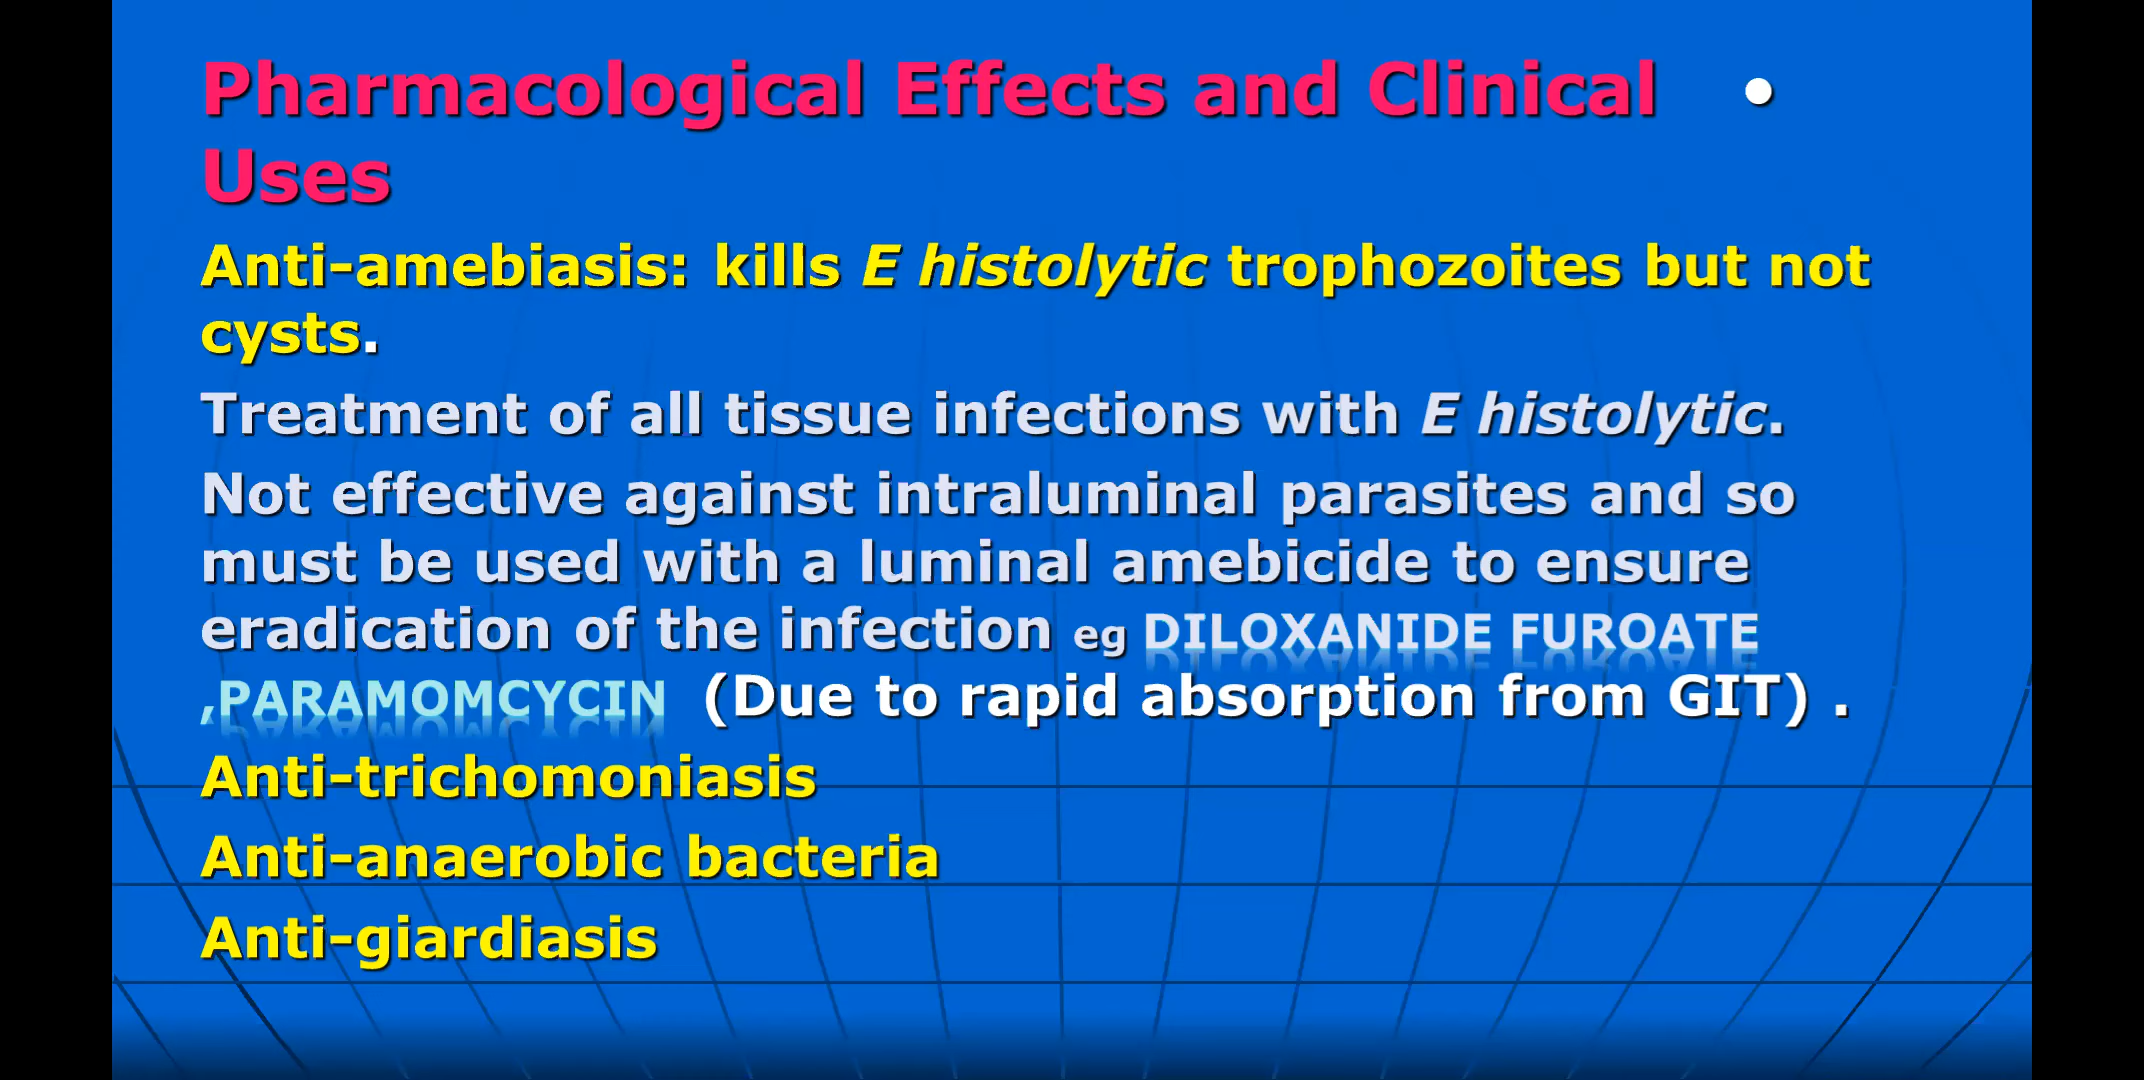 Pharmacological Effects and Clinical •
Uses
Anti-amebiasis: kills E histolytic trophozoites but not
cysts.
Treatment of all tissue infections with E histolytic.
Not effective against intraluminal parasites and so
must be used with a luminal amebicide to ensure
eradication of the infection eg DILOXANIDE FUROATE
,PARAMOMCYCIN (Due to rapid absorption from GIT) .
Anti-trichomoniasis
Anti-anaerobic bacteria
Anti-giardiasis